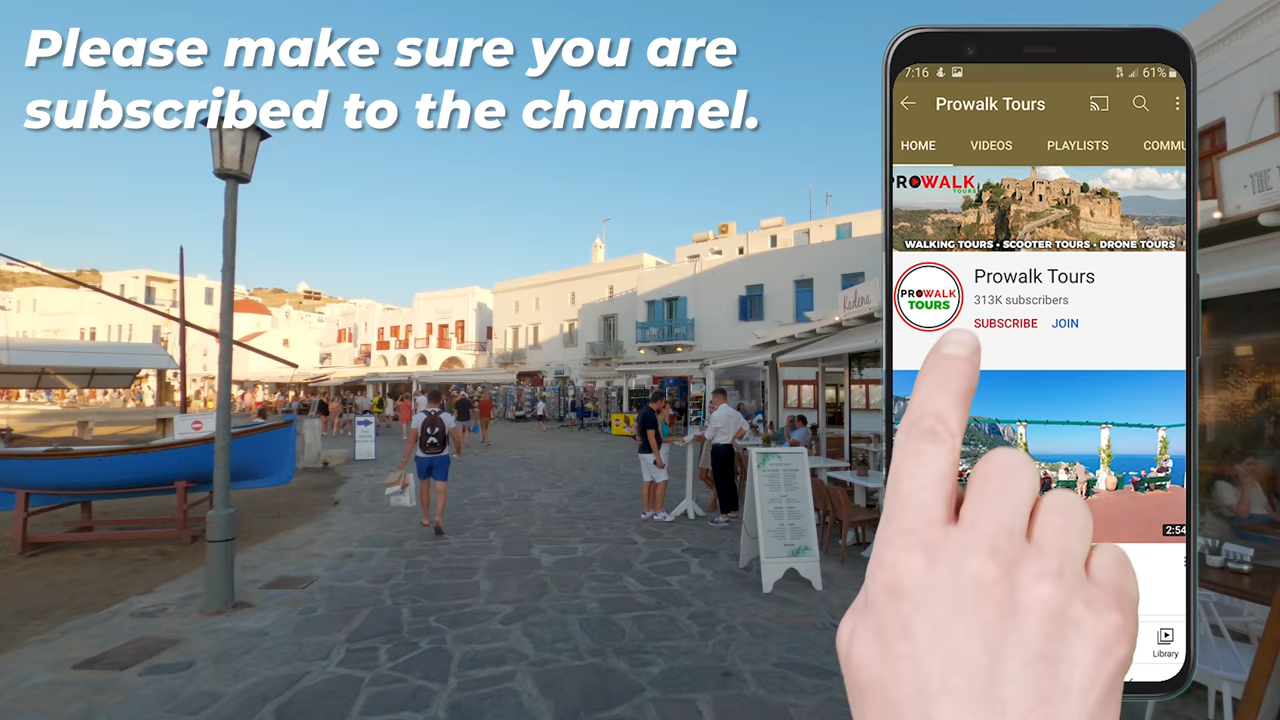 Please make sure you are
subscribed to the channel.
7:16
61%
Prowalk Tours
HOME VIDEOS PLAYLISTS COMMU
PROWALK
TOURS
WALKING TOURS • SCOOTER TOURS • DRONE TOURS
PROWALK
TOURS
Prowalk Tours
313K subscribers
SUBSCRIBE JOIN
2:54
Library
Kadena
THE